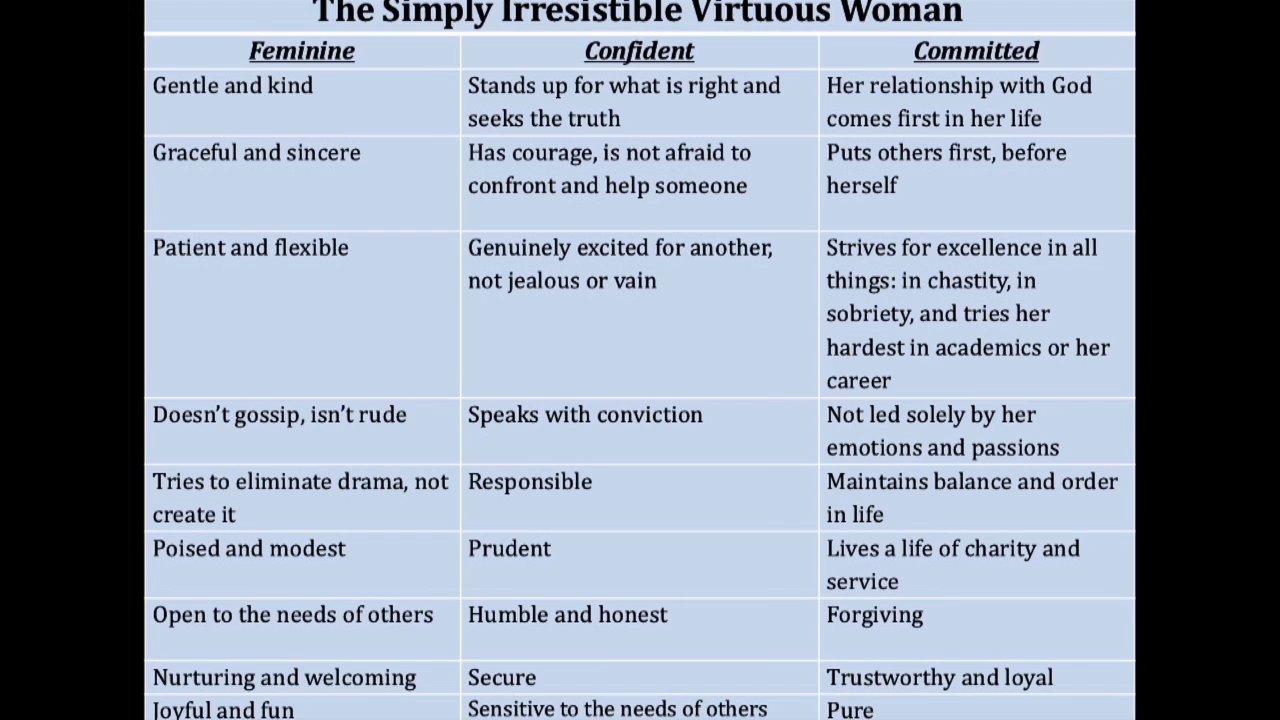 The Simply Irresistible Virtuous Woman
Feminine Confident Committed
Gentle and kind Stands up for what is right and Her relationship with God
seeks the truth comes first in her life
Graceful and sincere Has courage, is not afraid to Puts others first, before
confront and help someone herself
Patient and flexible Genuinely excited for another, Strives for excellence in all
not jealous or vain things: in chastity, in
sobriety, and tries her
hardest in academics or her
career
Doesn’t gossip, isn’t rude Speaks with conviction Not led solely by her
emotions and passions
Tries to eliminate drama, not Responsible Maintains balance and order
create it in life
Poised and modest Prudent Lives a life of charity and
service
Open to the needs of others Humble and honest Forgiving
Nurturing and welcoming Secure Trustworthy and loyal
Joyful and fun Sensitive to the needs of others Pure